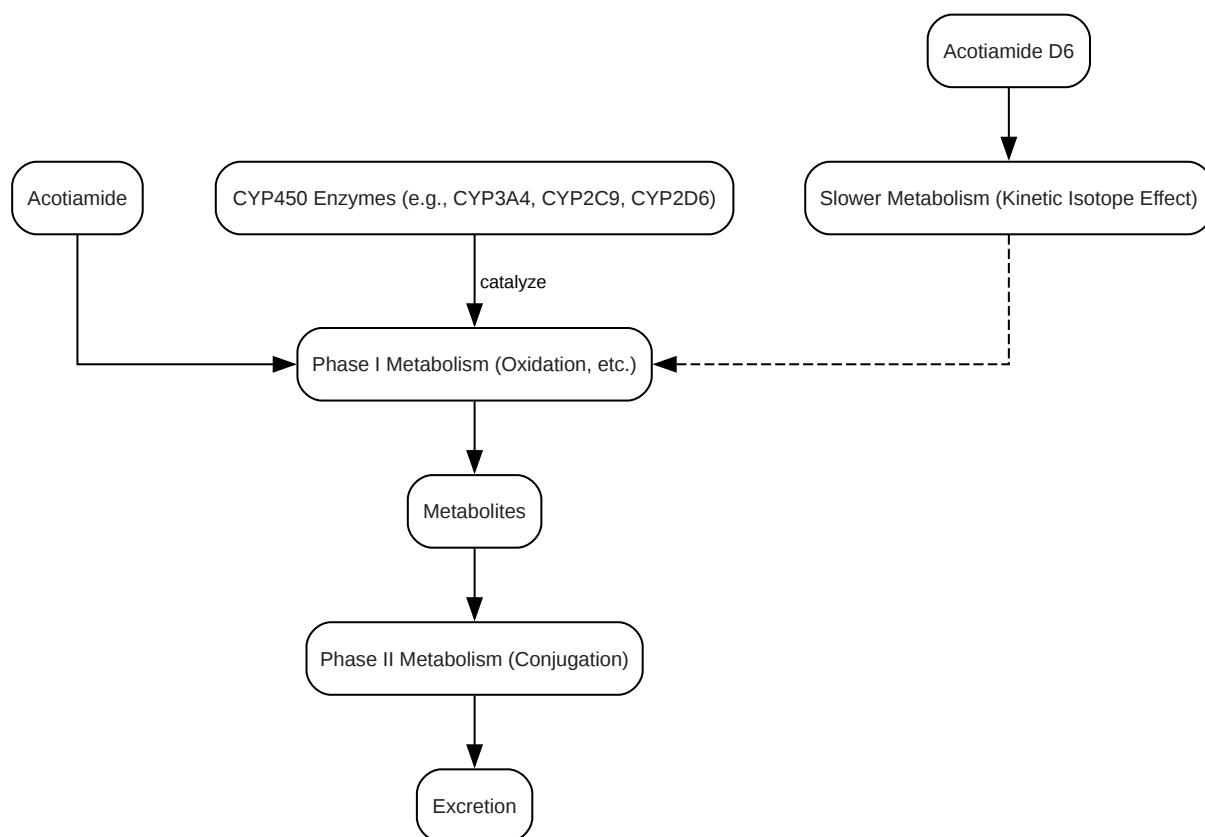 Acotiamide D6
Acotiamide
CYP450 Enzymes (e.g., CYP3A4, CYP2C9, CYP2D6)
Slower Metabolism (Kinetic Isotope Effect)
catalyze
Phase I Metabolism (Oxidation, etc.)
Metabolites
Phase II Metabolism (Conjugation)
Excretion